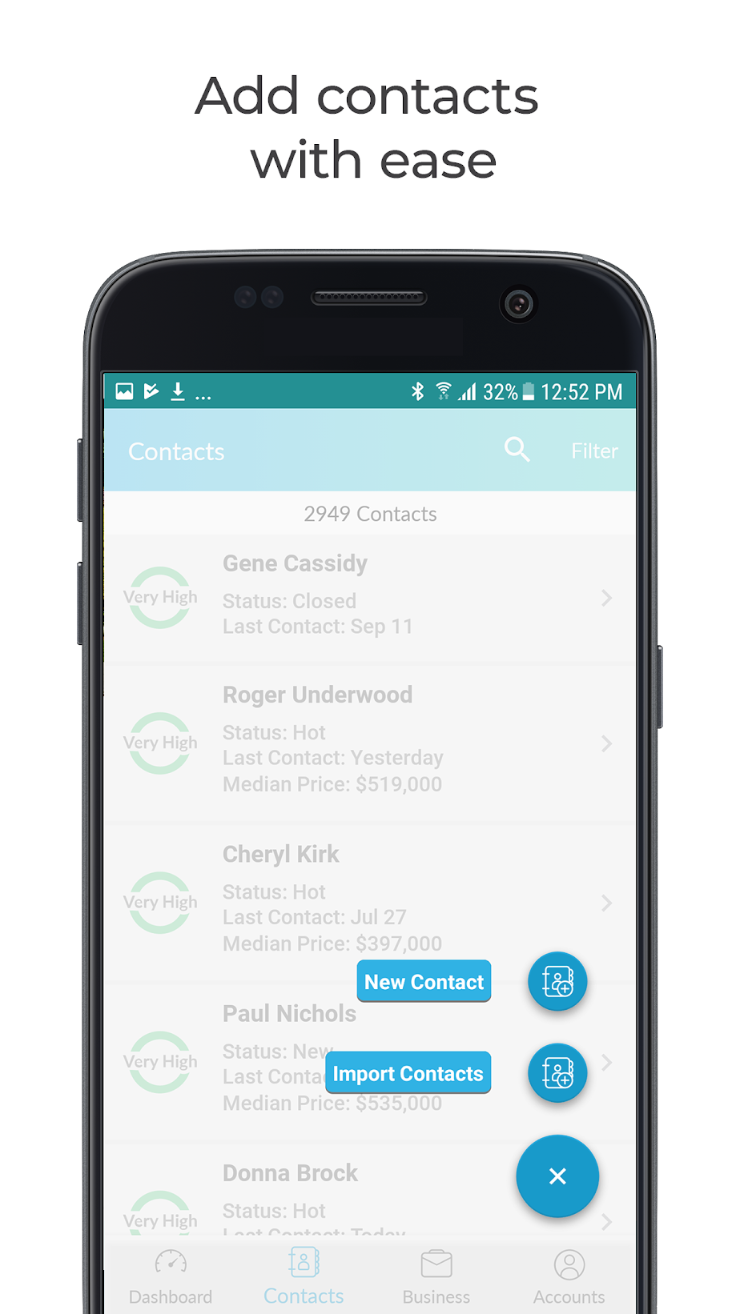 Add contacts
with ease
... 32% 12:52 PM
Contacts Filter
2949 Contacts
Gene Cassidy
Very High
Status: Closed
Last Contact: Sep 11
Roger Underwood
Very High
Status: Hot
Last Contact: Yesterday
Median Price: $519,000
Cheryl Kirk
Very High
Status: Hot
Last Contact: Jul 27
Median Price: $397,000
New Contact
Paul Nichols
Very High
Status: New
Last
Import Contacts
Median Price: $535,000
Donna Brock
Very High
Status: Hot
Last Contact: Today
Dashboard Contacts Business Accounts